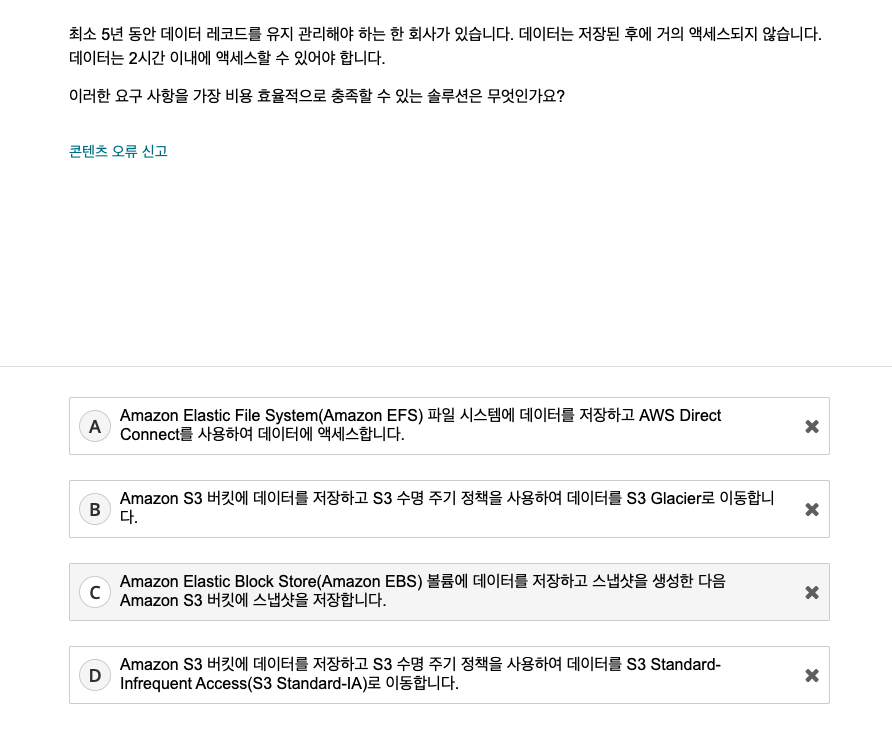 최소 5년 동안 데이터 레코드를 유지 관리해야 하는 한 회사가 있습니다. 데이터는 저장된 후에 거의 액세스되지 않습니다.
데이터는 2시간 이내에 액세스할 수 있어야 합니다.
이러한 요구 사항을 가장 비용 효율적으로 충족할 수 있는 솔루션은 무엇인가요?
콘텐츠 오류 신고
A
Amazon Elastic File System(Amazon EFS) 파일 시스템에 데이터를 저장하고 AWS Direct
Connect를 사용하여 데이터에 액세스합니다.
B
Amazon S3 버킷에 데이터를 저장하고 S3 수명 주기 정책을 사용하여 데이터를 S3 Glacier로 이동합니
다.
C
Amazon Elastic Block Store(Amazon EBS) 볼륨에 데이터를 저장하고 스냅샷을 생성한 다음
Amazon S3 버킷에 스냅샷을 저장합니다.
D
Amazon S3 버킷에 데이터를 저장하고 S3 수명 주기 정책을 사용하여 데이터를 S3 Standard-
Infrequent Access(S3 Standard-IA)로 이동합니다.